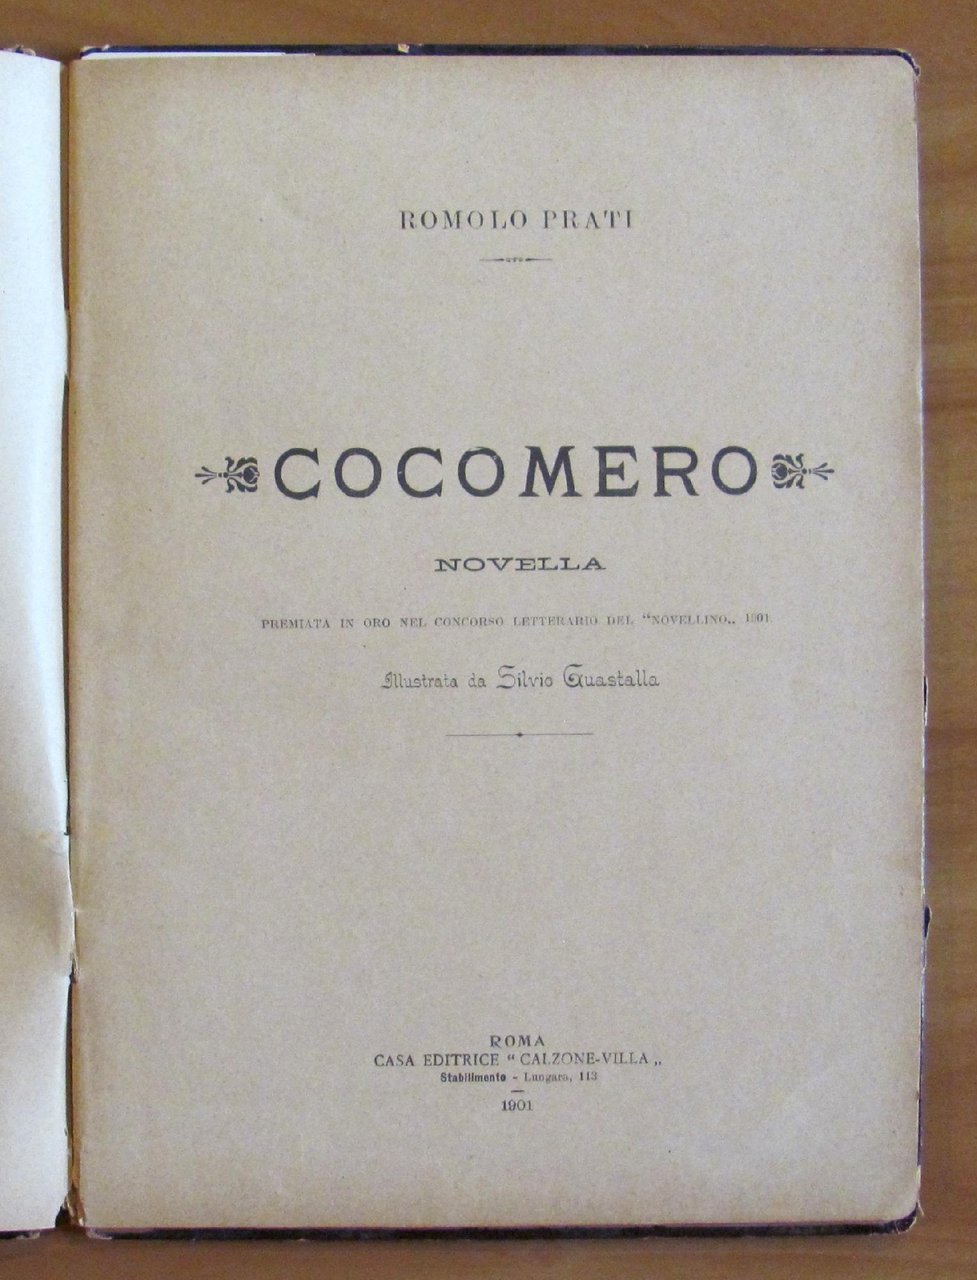 ROMOLO PRATI
COCOMERO
NOVELLA
PREMIATA IN ORO NEL CONCORSO LETTERARIO DEL “NOVELLINO„ 1901
Illustrata da Silvio Guastalla
ROMA
CASA EDITRICE “CALZONE-VILLA„
Stabilimento - Lungara, 113
1901